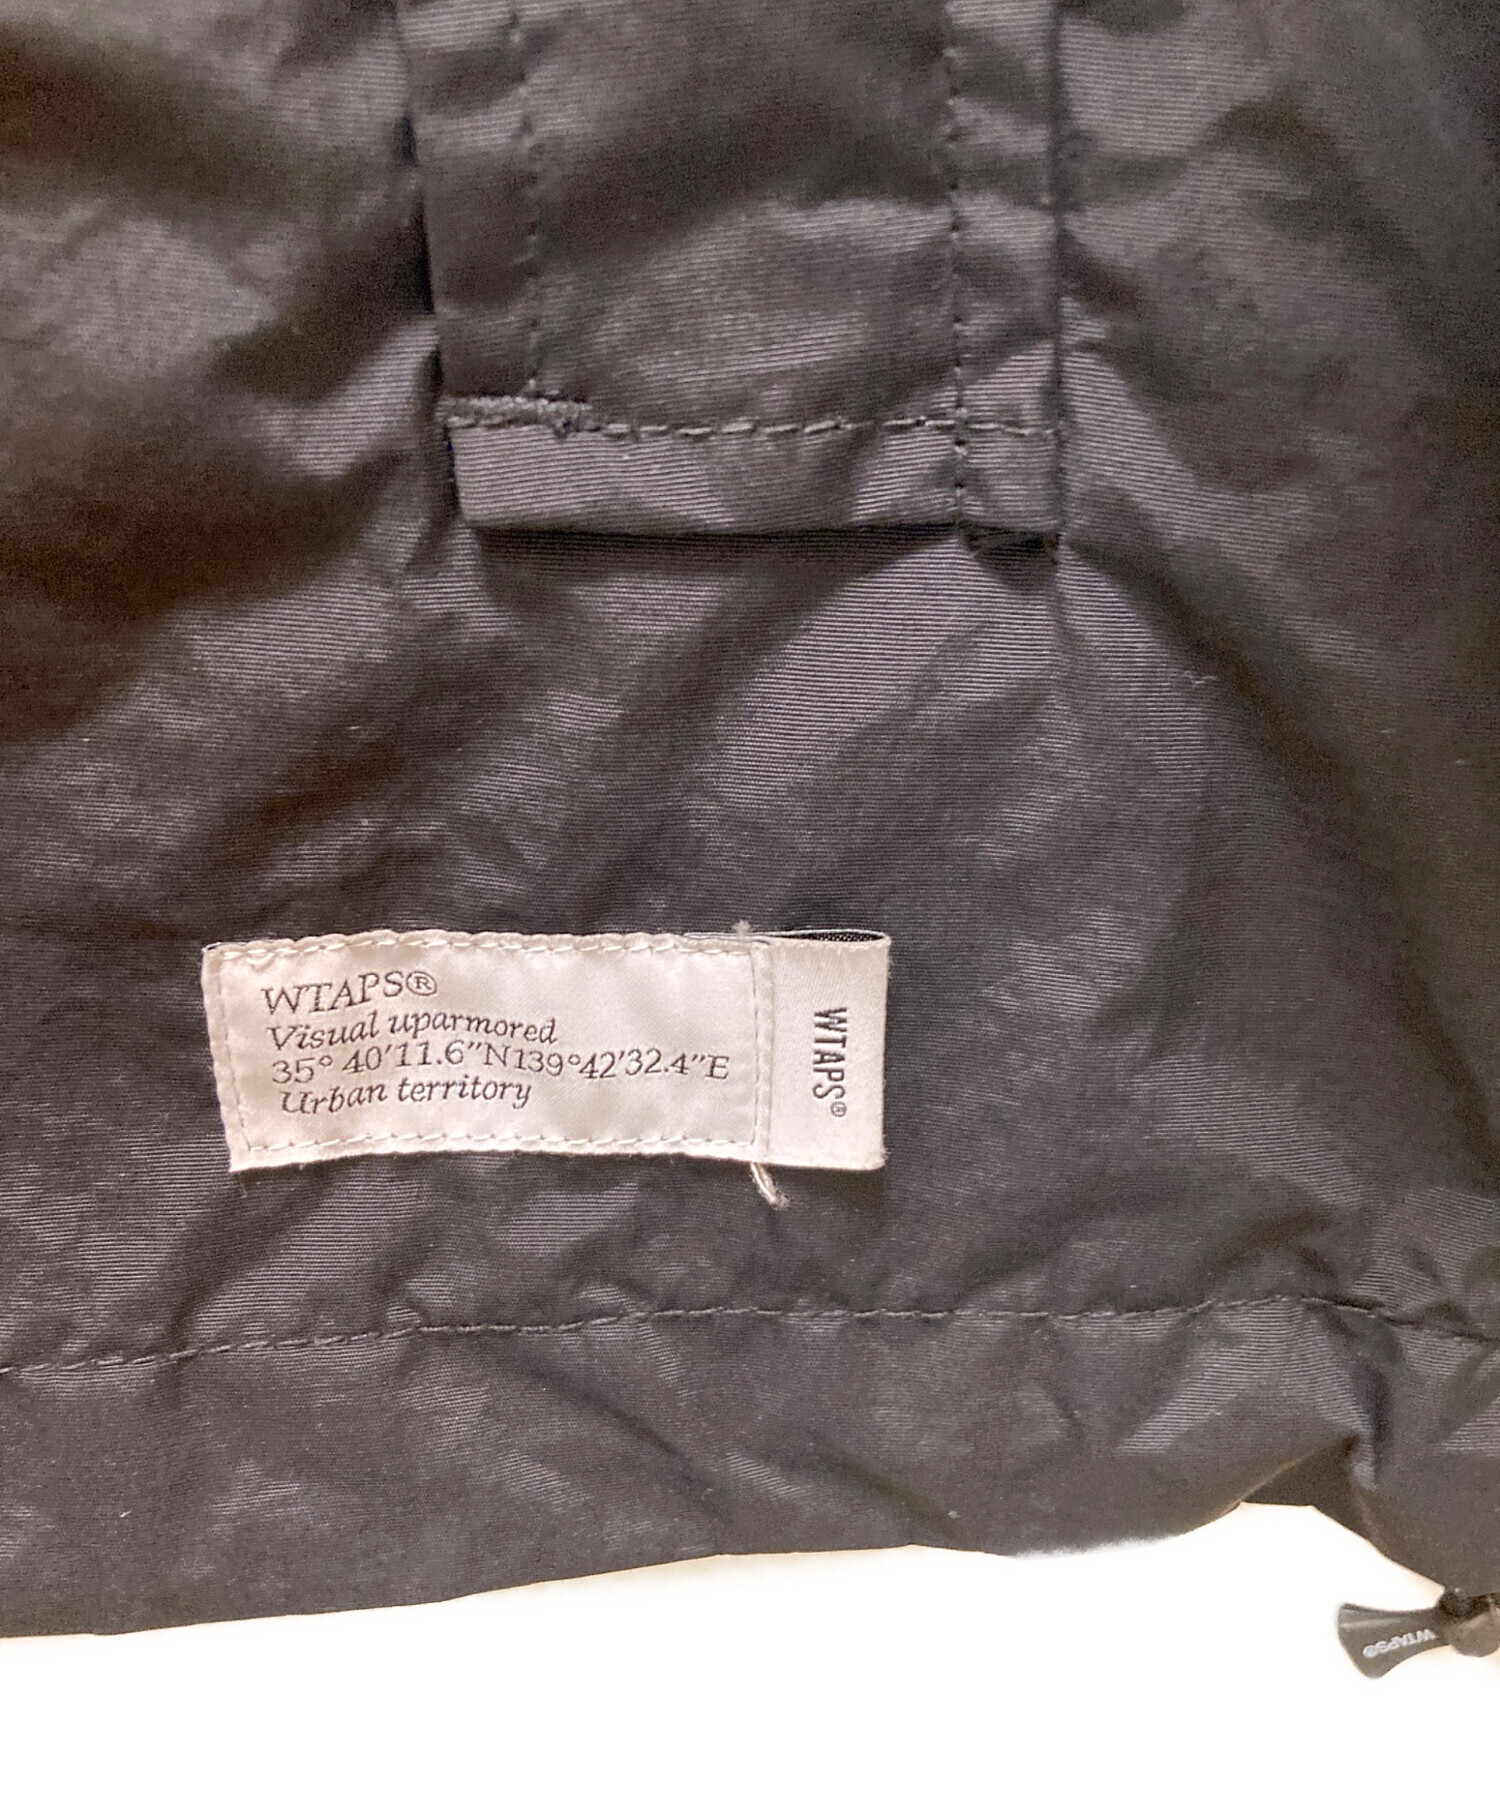 WTAPS®
Visual uparmored
35° 40'11.6"N139°42'32.4"E
Urban territory
WTAPS®
WTAPS®